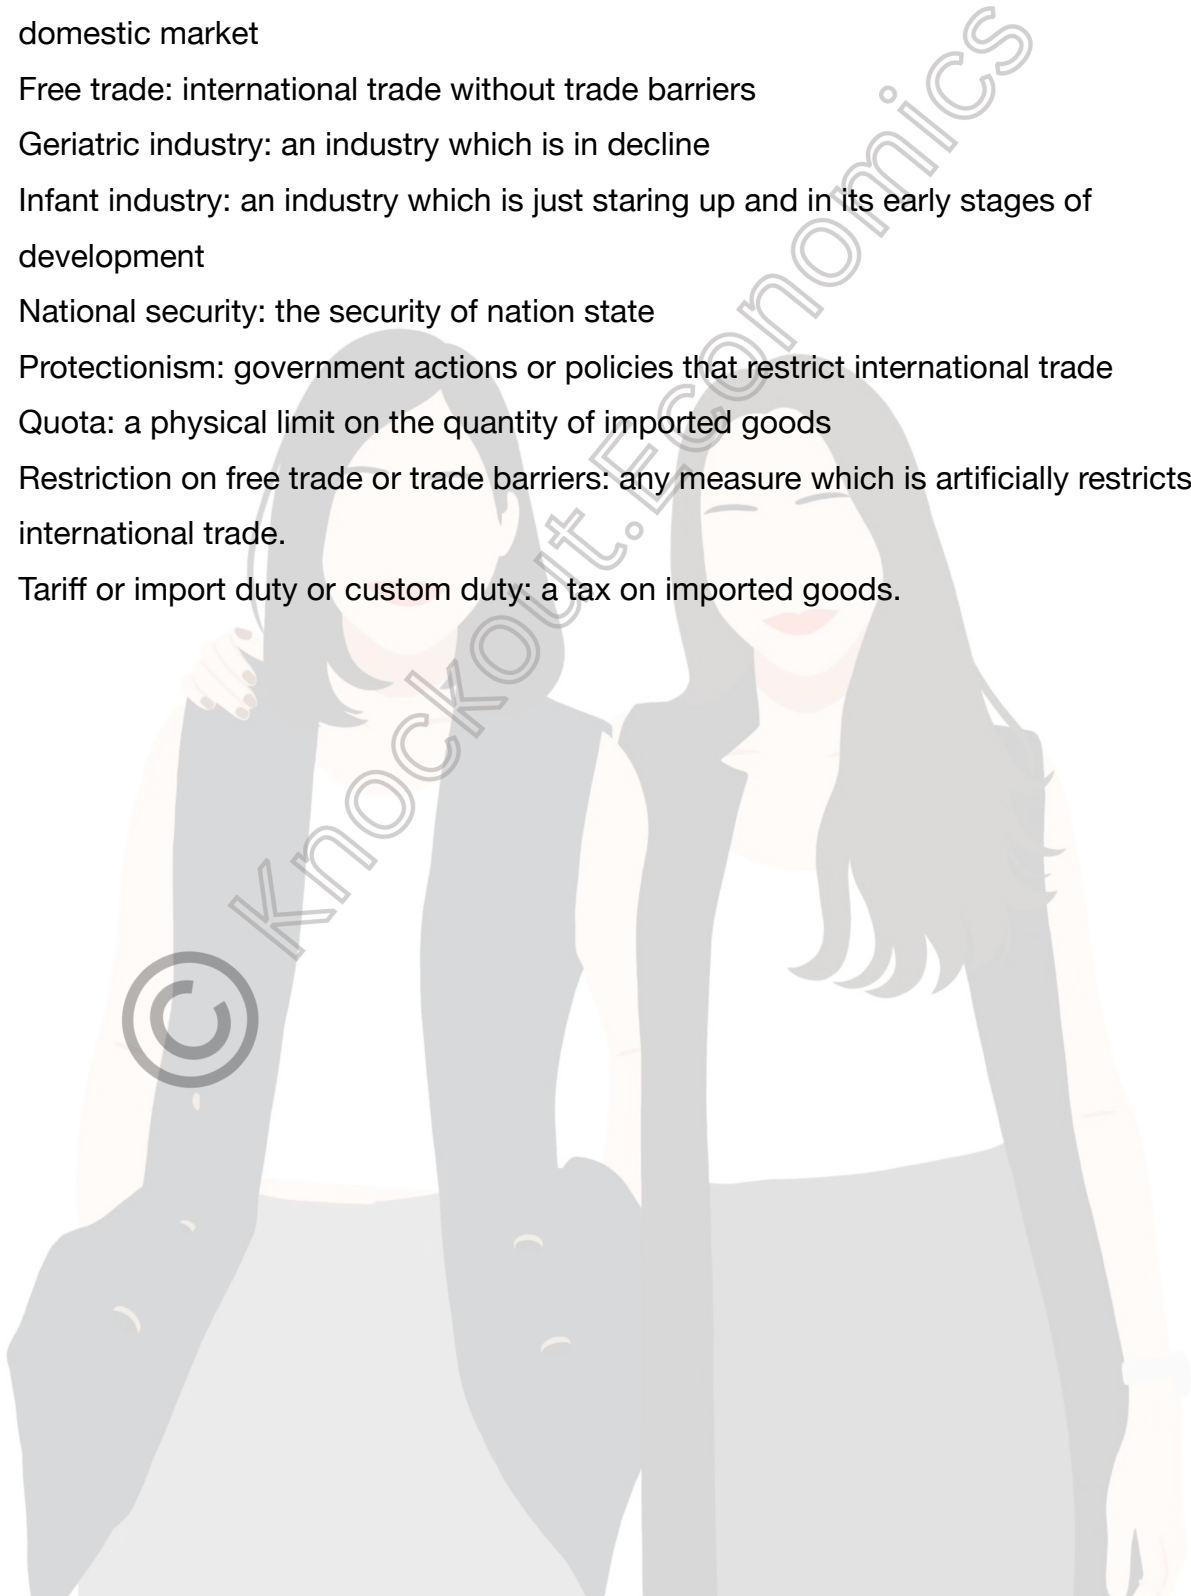 domestic market
Free trade: international trade without trade barriers
Geriatric industry: an industry which is in decline
Infant industry: an industry which is just staring up and in its early stages of
development
National security: the security of nation state
Protectionism: government actions or policies that restrict international trade
Quota: a physical limit on the quantity of imported goods
Restriction on free trade or trade barriers: any measure which is artificially restricts
international trade.
Tariff or import duty or custom duty: a tax on imported goods.
© Knockout.Economics